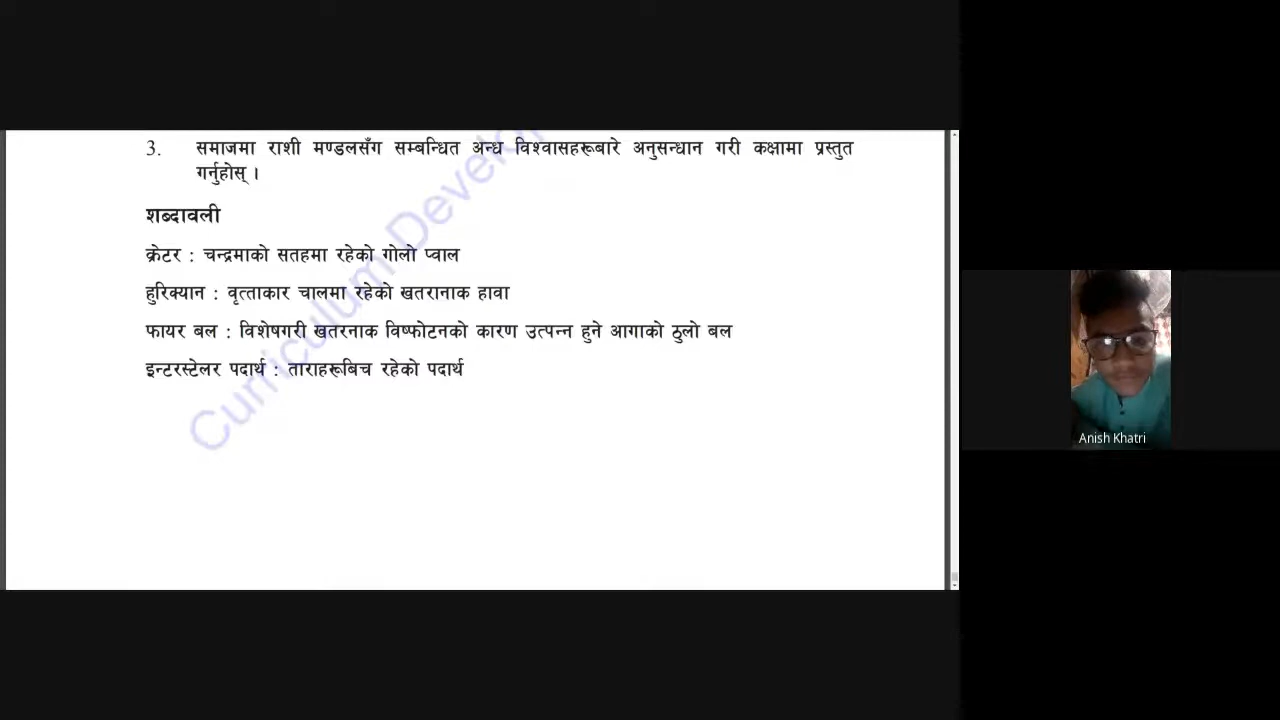 3. समाजमा राशी मण्डलसँग सम्बन्धित अन्ध विश्वासहरूबारे अनुसन्धान गरी कक्षामा प्रस्तुत
गर्नुहोस् ।
शब्दावली
क्रेटर : चन्द्रमाको सतहमा रहेको गोलो प्वाल
हुरिक्यान : वृत्ताकार चालमा रहेको खतरानाक हावा
फायर बल : विशेषगरी खतरनाक विष्फोटनको कारण उत्पन्न हुने आगाको ठुलो बल
इन्टरस्टेलर पदार्थ : ताराहरूबिच रहेको पदार्थ
Curriculum
Anish Khatri